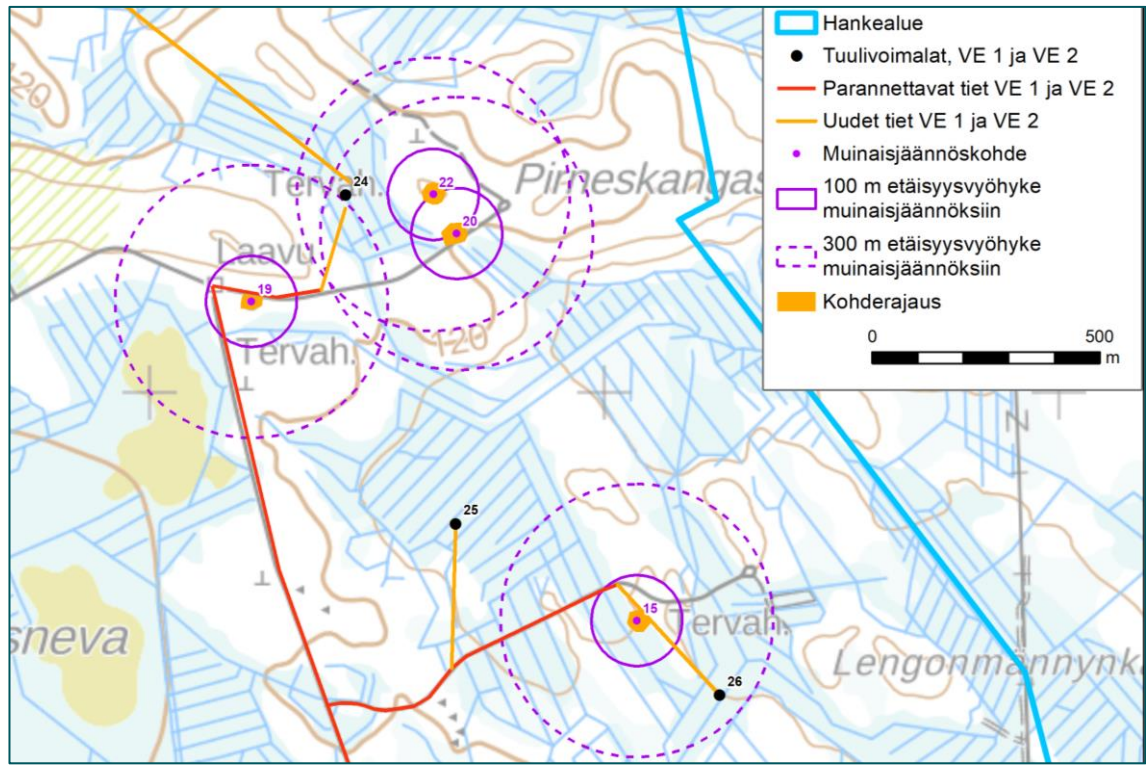 Hankealue
Tuulivoimalat, VE 1 ja VE 2
Parannettavat tiet VE 1 ja VE 2
Uudet tiet VE 1 ja VE 2
Muinaisjäännöskohde
100 m etäisyysvyöhyke
muinaisjäännöksiin
300 m etäisyysvyöhyke
muinaisjäännöksiin
Kohderajaus
0 500
m
120
Tervah.
24
22
Pirneskangas
20
Laavu
19
120
Tervah.
25
15
Tervah.
sneva
26
Lengonmännynk